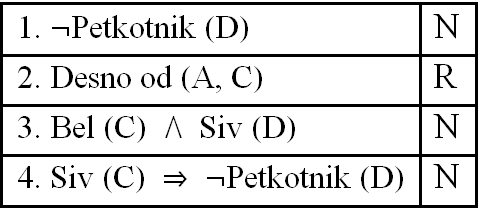 1. ¬Petkotnik (D) N
2. Desno od (A, C) R
3. Bel (C) ∧ Siv (D) N
4. Siv (C) ⇒ ¬Petkotnik (D) N